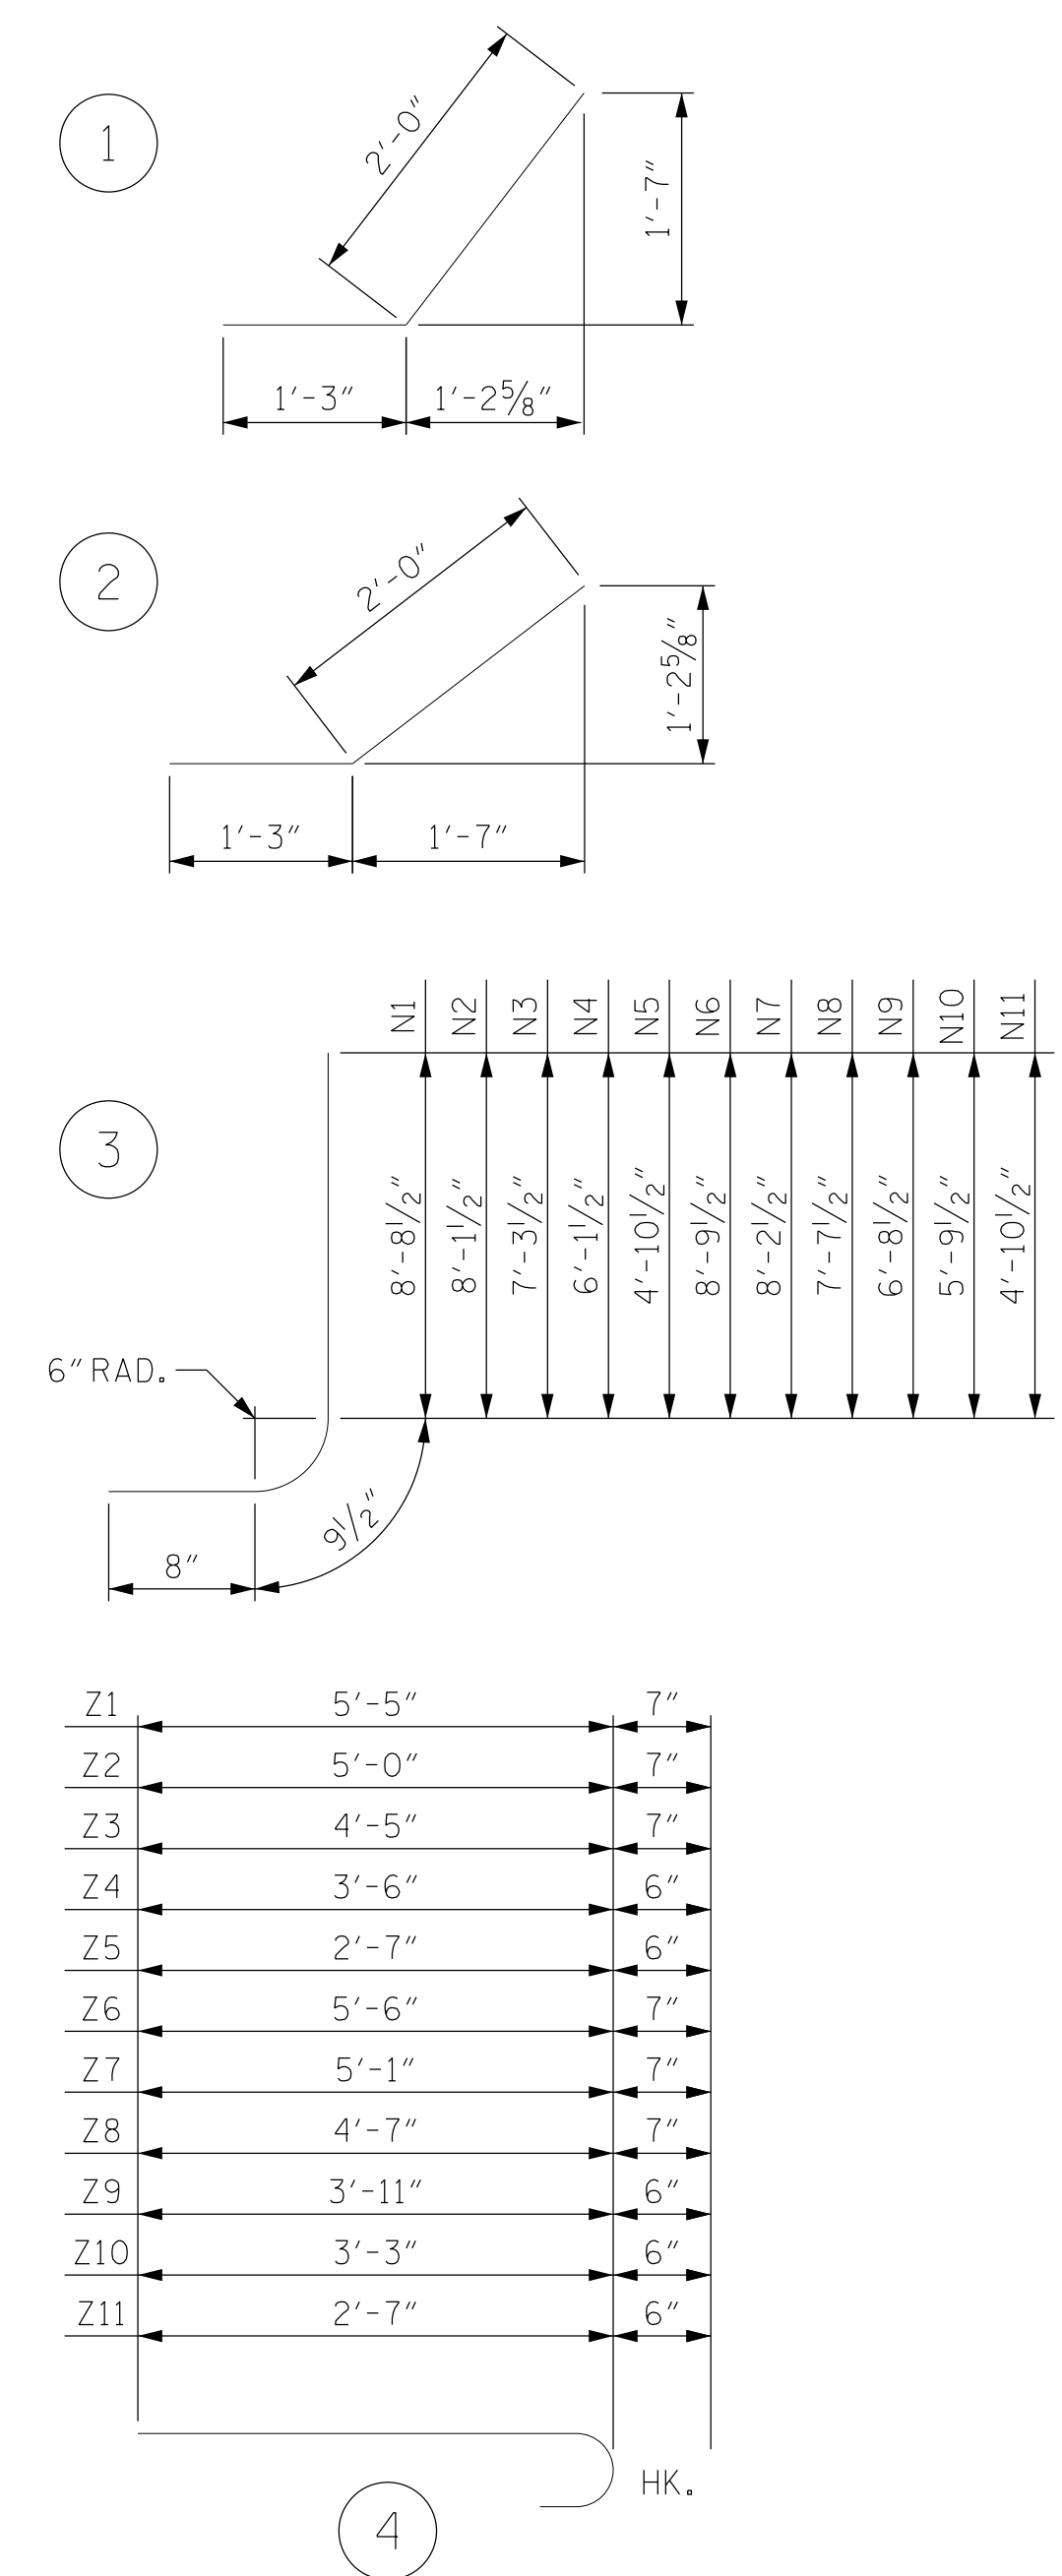 1
2'-0"
1'-7"
1'-3" 1'-2⅝"
2
2'-0"
1'-2⅝"
1'-3" 1'-7"
3
N1 N2 N3 N4 N5 N6 N7 N8 N9 N10 N11
8'-8½" 8'-1½" 7'-3½" 6'-1½" 4'-10½" 8'-9½" 8'-2½" 7'-7½" 6'-8½" 5'-9½" 4'-10½"
6" RAD.
9½"
8"
Z1 5'-5" 7"
Z2 5'-0" 7"
Z3 4'-5" 7"
Z4 3'-6" 6"
Z5 2'-7" 6"
Z6 5'-6" 7"
Z7 5'-1" 7"
Z8 4'-7" 7"
Z9 3'-11" 6"
Z10 3'-3" 6"
Z11 2'-7" 6"
HK.
4